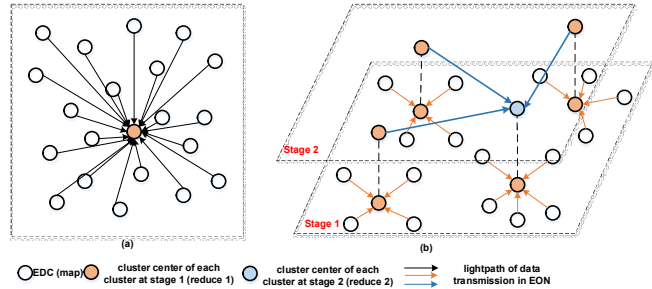 Stage 2
Stage 1
(a)
(b)
EDC (map)
cluster center of each
cluster at stage 1 (reduce 1)
cluster center of each
cluster at stage 2 (reduce 2)
lightpath of data
transmission in EON